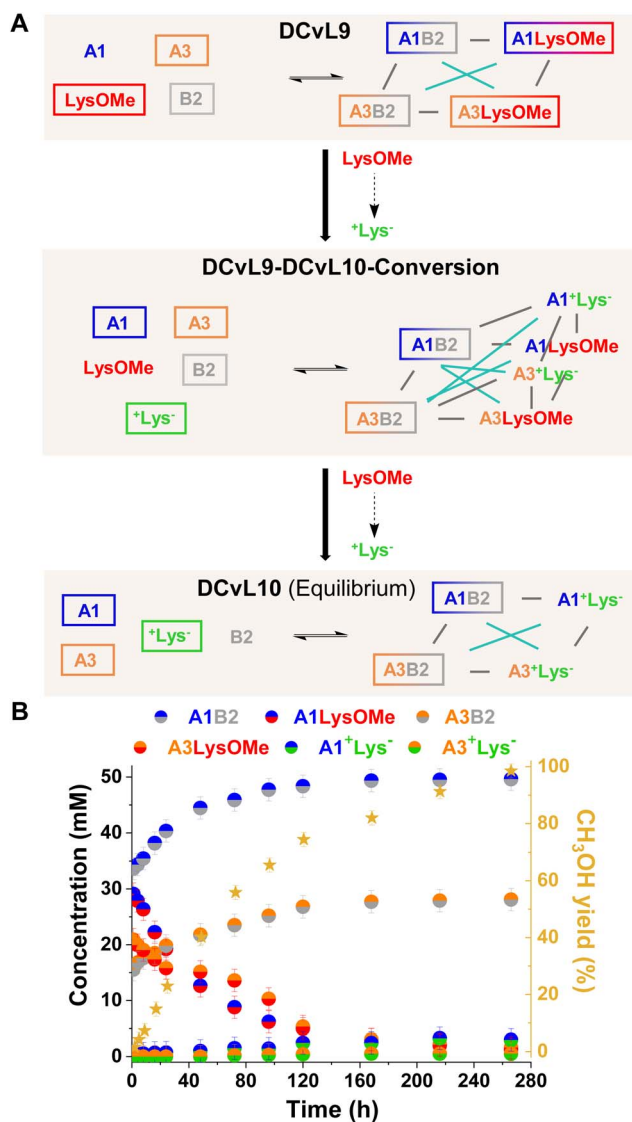 A
DCvL9
A1 A3 A1B2 A1LysOMe
LysOMe B2 A3B2 A3LysOMe
LysOMe
+Lys-
DCvL9-DCvL10-Conversion
A1+Lys-
A1 A3 A1B2 A1LysOMe
LysOMe B2 A3+Lys-
+Lys- A3B2 A3LysOMe
LysOMe
+Lys-
DCvL10 (Equilibrium)
A1 A1B2 A1+Lys-
+Lys- B2
A3 A3B2 A3+Lys-
B
A1B2 A1LysOMe A3B2
A3LysOMe A1+Lys- A3+Lys-
Concentration (mM)
50
40
30
20
10
0
100
80
60
40
20
0
CH3OH yield (%)
0 40 80 120 160 200 240 280
Time (h)